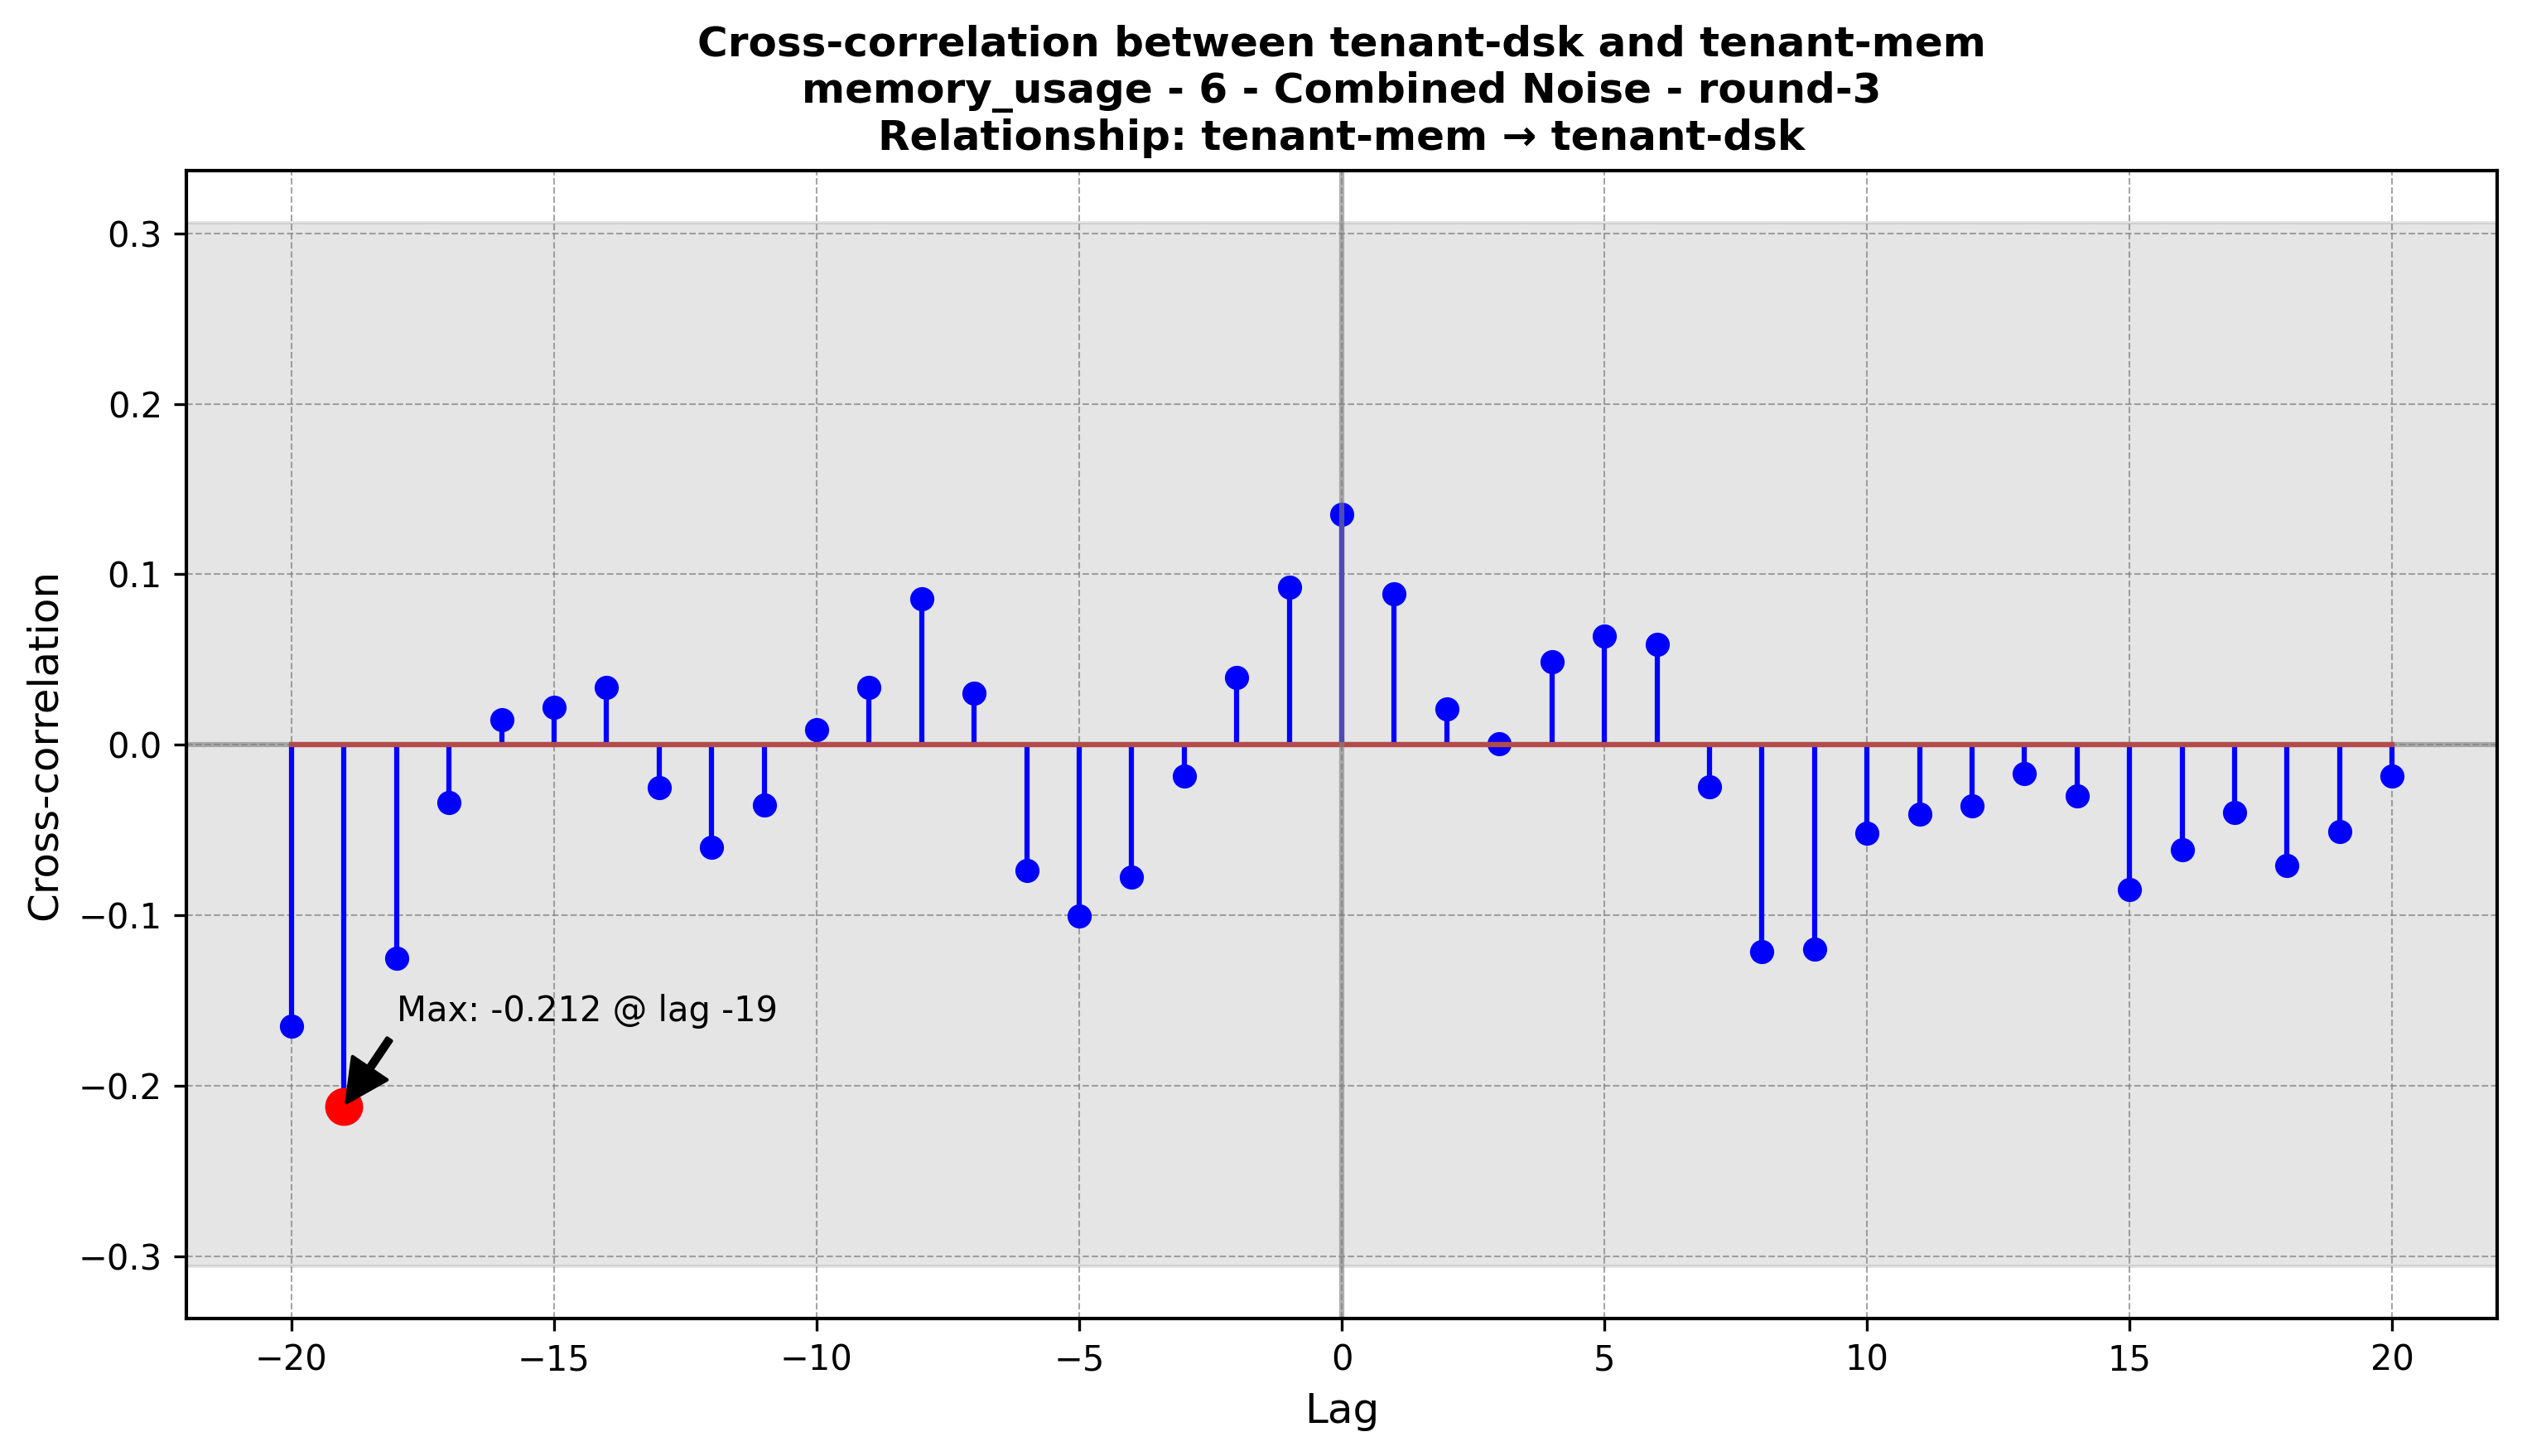 Cross-correlation between tenant-dsk and tenant-mem
memory_usage - 6 - Combined Noise - round-3
Relationship: tenant-mem → tenant-dsk
Cross-correlation
0.3
0.2
0.1
0.0
−0.1
−0.2
−0.3
Max: -0.212 @ lag -19
−20 −15 −10 −5 0 5 10 15 20
Lag